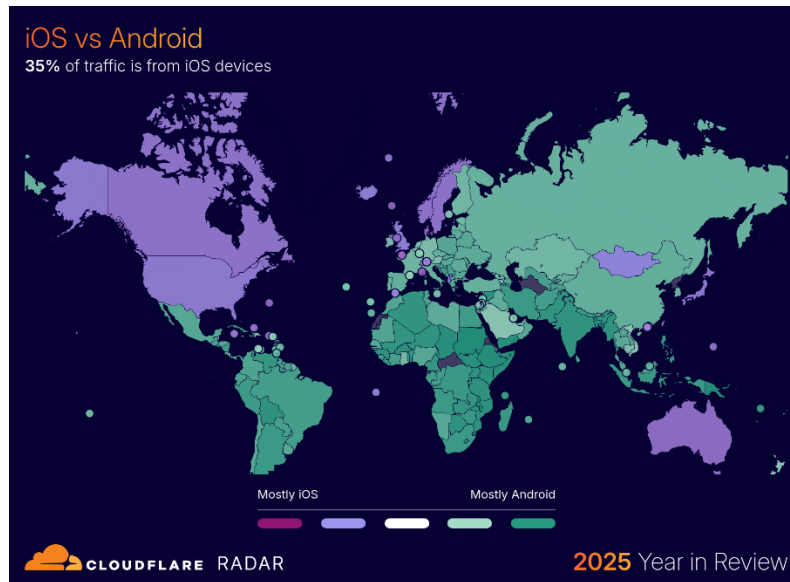 iOS vs Android
35% of traffic is from iOS devices
Mostly iOS
Mostly Android
CLOUDFLARE RADAR
2025 Year in Review